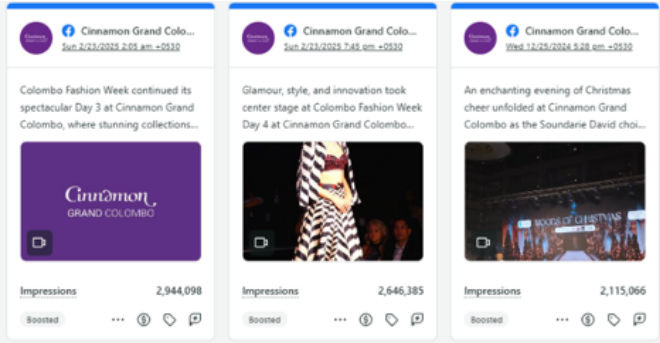 Cinnamon Grand Colo...
Sun 2/23/2025 2:05 am +0530
Colombo Fashion Week continued its
spectacular Day 3 at Cinnamon Grand
Colombo, where stunning collections...
Cinnamon
GRAND COLOMBO
Impressions 2,944,098
Boosted
Cinnamon Grand Colo...
Sun 2/23/2025 7:45 pm +0530
Glamour, style, and innovation took
center stage at Colombo Fashion Week
Day 4 at Cinnamon Grand Colombo...
Impressions 2,646,385
Boosted
Cinnamon Grand Colo...
Wed 12/25/2024 5:28 pm +0530
An enchanting evening of Christmas
cheer unfolded at Cinnamon Grand
Colombo as the Soundarie David choi...
MOODS OF CHRISTMAS
Impressions 2,115,066
Boosted